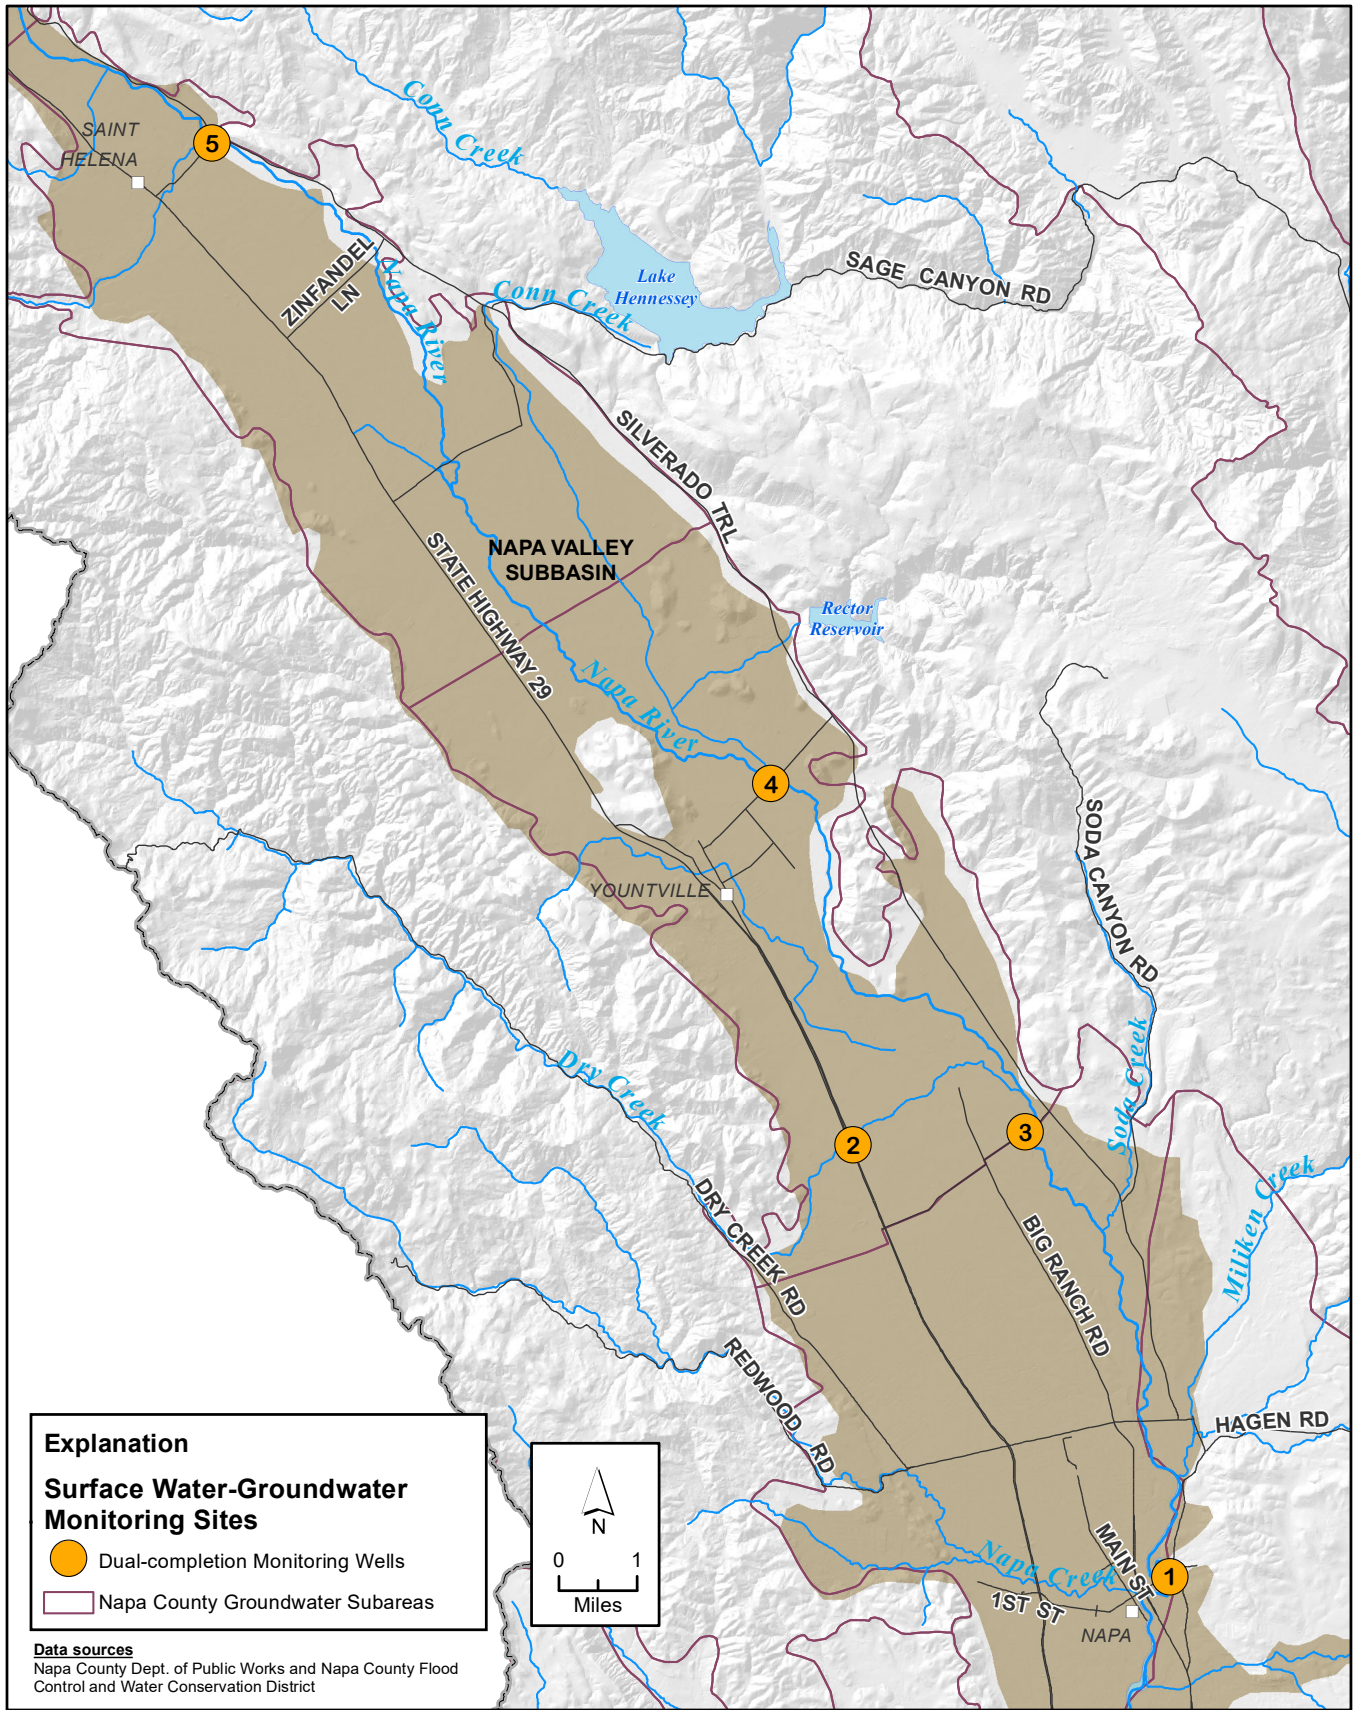 Conn Creek
SAINT
HELENA
5
ZINFANDEL
LN
Napa River
Conn Creek
Lake
Hennessey
SAGE CANYON RD
SILVERADO TRL
NAPA VALLEY
SUBBASIN
STATE HIGHWAY 29
Rector
Reservoir
Napa River
4
YOUNTVILLE
SODA CANYON RD
Dry Creek
Soda Creek
2
3
Miliken Creek
DRY CREEK RD
BIG RANCH RD
REDWOOD RD
HAGEN RD
Napa Creek
MAIN ST
1
1ST ST
NAPA
Explanation
Surface Water-Groundwater
Monitoring Sites
Dual-completion Monitoring Wells
Napa County Groundwater Subareas
N
0 1
Miles
Data sources
Napa County Dept. of Public Works and Napa County Flood
Control and Water Conservation District